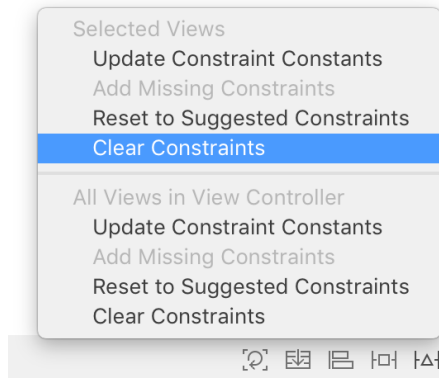 Selected Views
Update Constraint Constants
Add Missing Constraints
Reset to Suggested Constraints
Clear Constraints
All Views in View Controller
Update Constraint Constants
Add Missing Constraints
Reset to Suggested Constraints
Clear Constraints